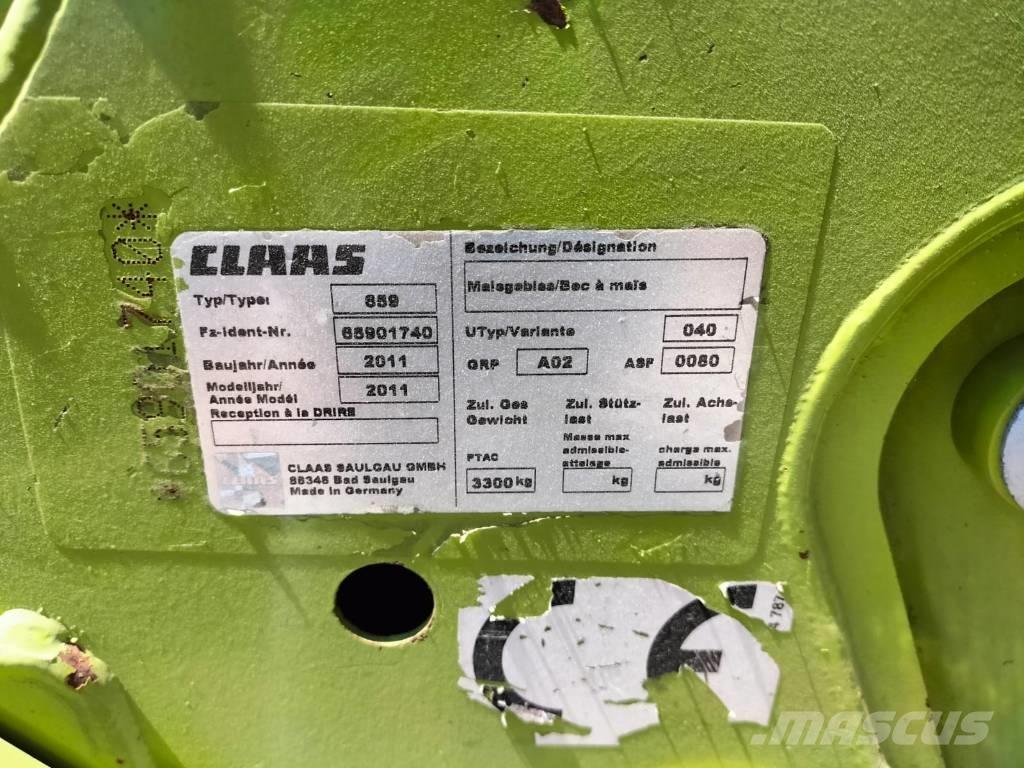 CLAAS
Typ/Type: 859
Fz-Ident-Nr. 65901740
Baujahr/Année 2011
Modelljahr/
Année Modél 2011
Reception à la DRIRE
CLAAS SAULGAU GMBH
88348 Bad Saulgau
Made in Germany
Bezeichung/Désignation
Maisgebiss/Bec à maïs
UTyp/Variante 040
GRP A02 ASF 0080
Zul. Ges
Gewicht
PTAC
3300 kg
Zul. Stütz-
last
Masse max
admissible-
attelage
kg
Zul. Achs-
last
charge max
admissible
kg
65901740*
CE
MASCUS